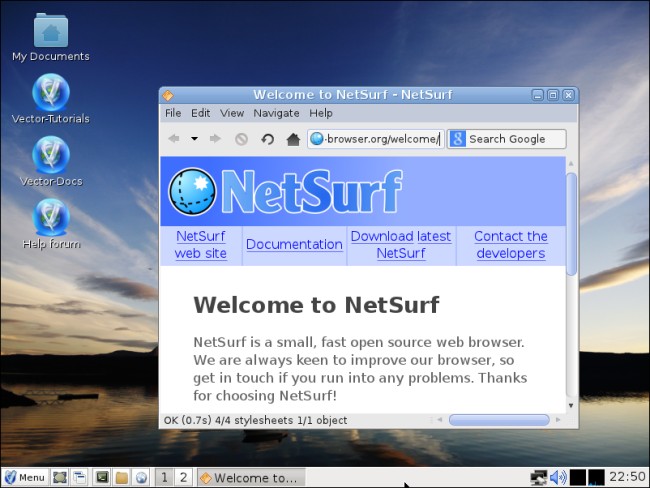 My Documents
Vector-Tutorials
Vector-Docs
Help forum
Welcome to NetSurf - NetSurf
File Edit View Navigate Help
-browser.org/welcome/ Search Google
NetSurf
NetSurf
web site
Documentation
Download latest
NetSurf
Contact the
developers
Welcome to NetSurf
NetSurf is a small, fast open source web browser.
We are always keen to improve our browser, so
get in touch if you run into any problems. Thanks
for choosing NetSurf!
OK (0.7s) 4/4 stylesheets 1/1 object
Menu 1 2 Welcome to... 22:50